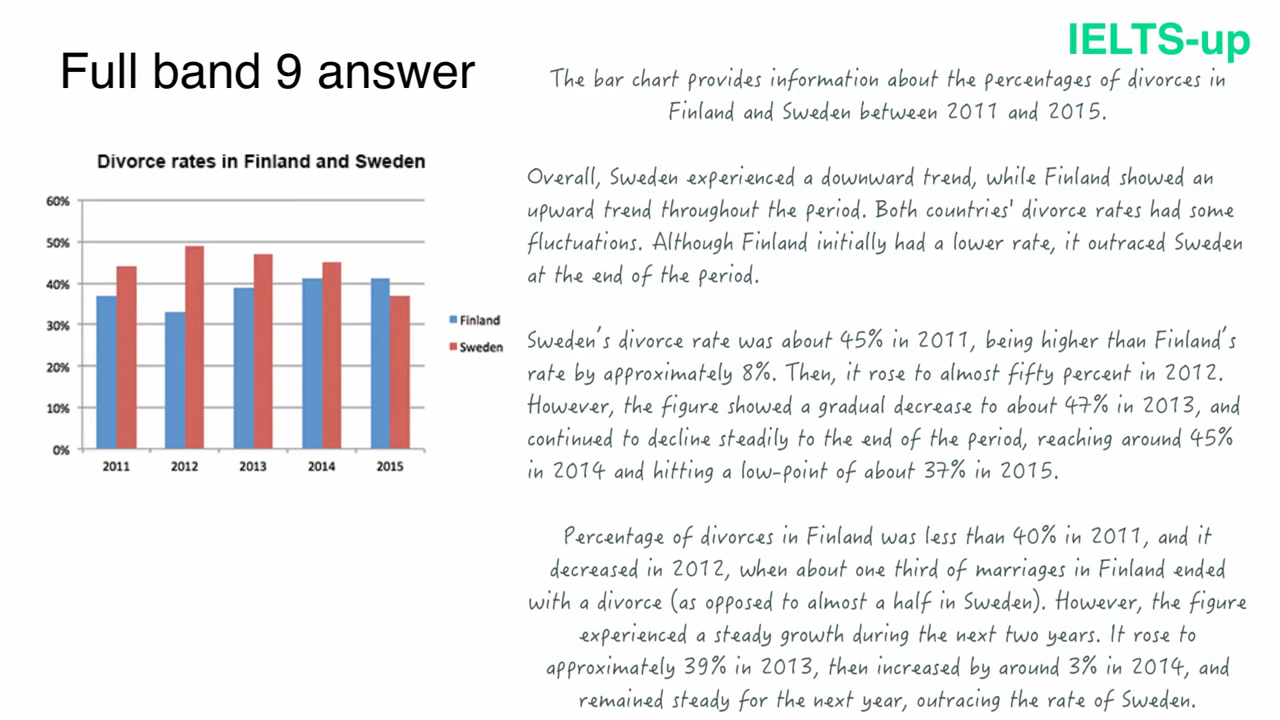 IELTS-up
Full band 9 answer
The bar chart provides information about the percentages of divorces in
Finland and Sweden between 2011 and 2015.
Divorce rates in Finland and Sweden
60%
50%
40%
30%
20%
10%
0%
2011 2012 2013 2014 2015
Finland
Sweden
Overall, Sweden experienced a downward trend, while Finland showed an
upward trend throughout the period. Both countries' divorce rates had some
fluctuations. Although Finland initially had a lower rate, it outraced Sweden
at the end of the period.
Sweden's divorce rate was about 45% in 2011, being higher than Finland's
rate by approximately 8%. Then, it rose to almost fifty percent in 2012.
However, the figure showed a gradual decrease to about 47% in 2013, and
continued to decline steadily to the end of the period, reaching around 45%
in 2014 and hitting a low-point of about 37% in 2015.
Percentage of divorces in Finland was less than 40% in 2011, and it
decreased in 2012, when about one third of marriages in Finland ended
with a divorce (as opposed to almost a half in Sweden). However, the figure
experienced a steady growth during the next two years. It rose to
approximately 39% in 2013, then increased by around 3% in 2014, and
remained steady for the next year, outracing the rate of Sweden.